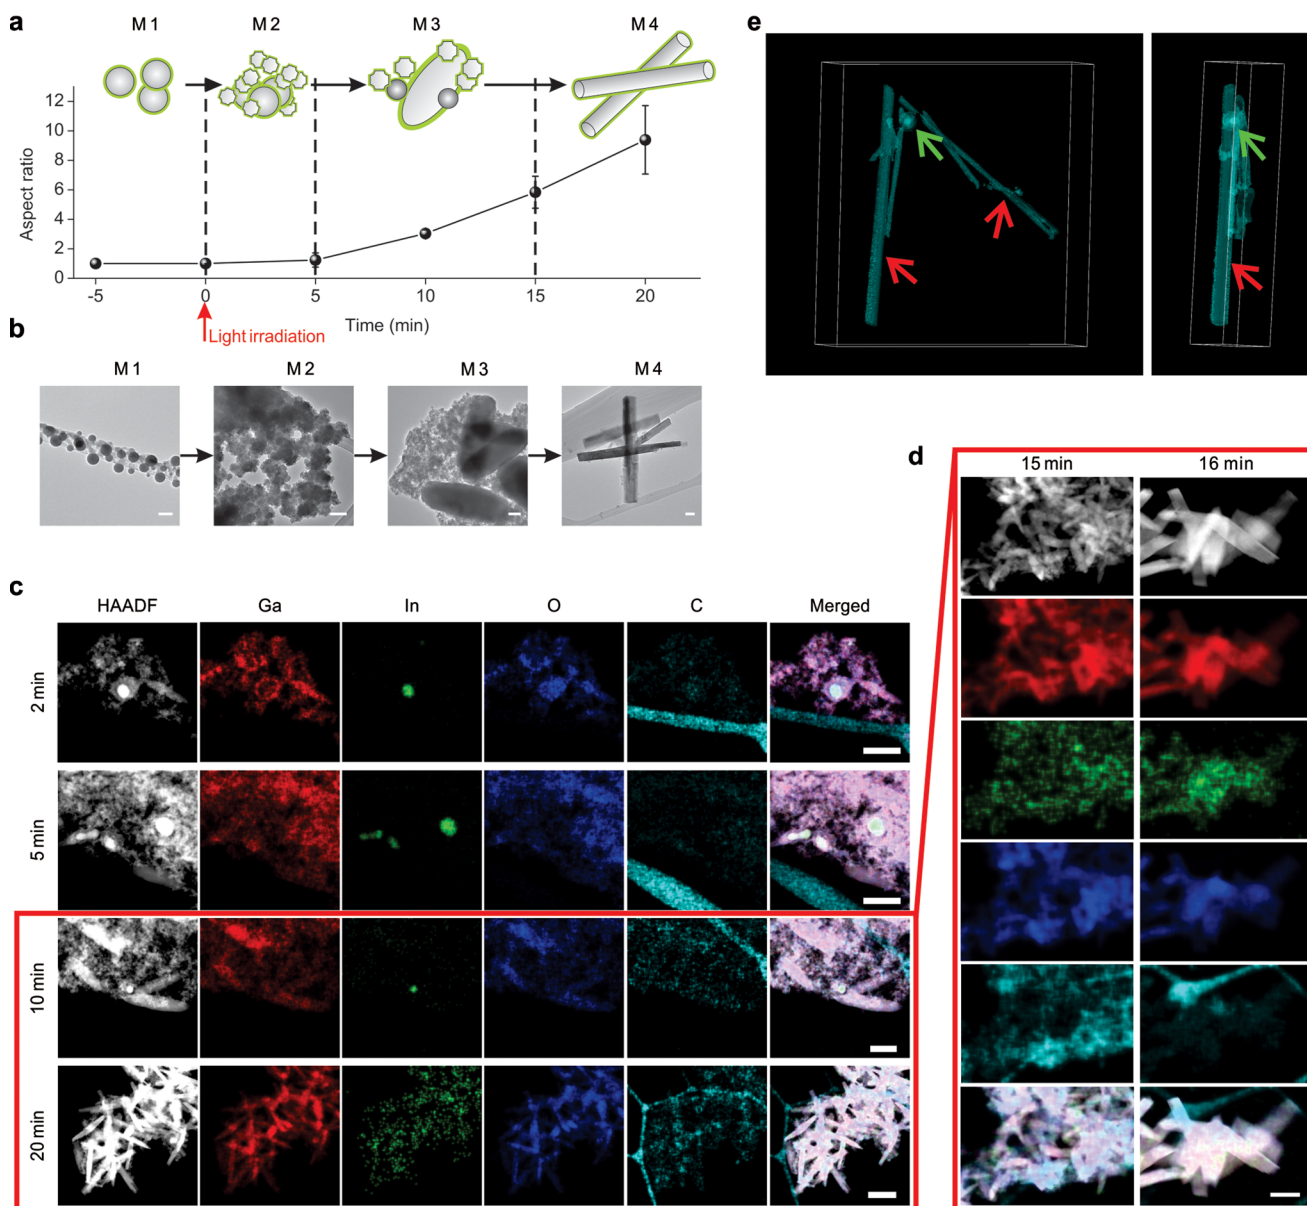 a
M1 M2 M3 M4
12
10
8
6
4
2
0
Aspect ratio
-5 0 5 10 15 20
Time (min)
Light irradiation
b
M1 M2 M3 M4
c
HAADF Ga In O C Merged
2 min
5 min
10 min
20 min
d
15 min 16 min
e